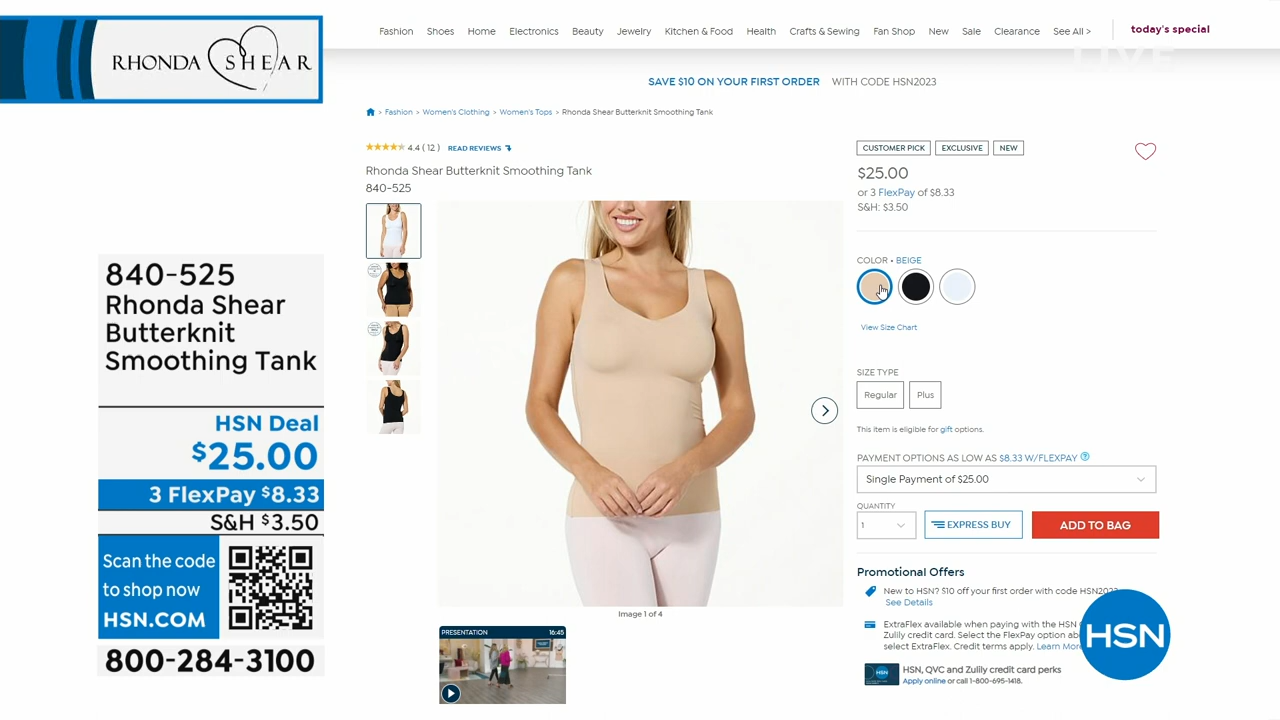 RHONDA SHEAR
Fashion Shoes Home Electronics Beauty Jewelry Kitchen & Food Health Crafts & Sewing Fan Shop New Sale Clearance See All > today's special
LIVE
SAVE $10 ON YOUR FIRST ORDER WITH CODE HSN2023
> Fashion > Women's Clothing > Women's Tops > Rhonda Shear Butterknit Smoothing Tank
4.4 ( 12 ) READ REVIEWS
Rhonda Shear Butterknit Smoothing Tank
840-525
CUSTOMER PICK EXCLUSIVE NEW
$25.00
or 3 FlexPay of $8.33
S&H: $3.50
COLOR • BEIGE
View Size Chart
SIZE TYPE
Regular Plus
This item is eligible for gift options.
PAYMENT OPTIONS AS LOW AS $8.33 W/FLEXPAY
Single Payment of $25.00
QUANTITY
1 EXPRESS BUY ADD TO BAG
Promotional Offers
New to HSN? $10 off your first order with code HSN2023
See Details
ExtraFlex available when paying with the HSN
Zulily credit card. Select the FlexPay option
select ExtraFlex. Credit terms apply. Learn More
HSN
HSN, QVC and Zulily credit card perks
Apply online or call 1-800-695-1418.
HSN
Image 1 of 4
PRESENTATION 16:45
840-525
Rhonda Shear
Butterknit
Smoothing Tank
HSN Deal
$25.00
3 FlexPay $8.33
S&H $3.50
Scan the code
to shop now
HSN.COM
800-284-3100